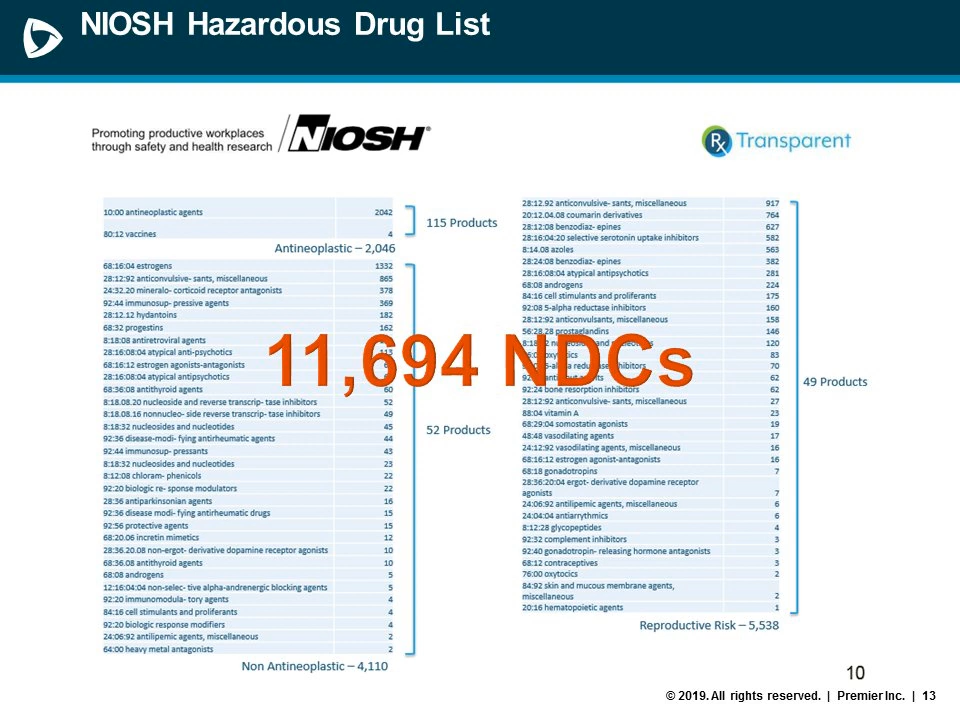 NIOSH Hazardous Drug List
Promoting productive workplaces
through safety and health research
NIOSH®
Rx Transparent
10:00 antineoplastic agents 2042
80:12 vaccines 4
115 Products
Antineoplastic – 2,046
68:16:04 estrogens 1332
28:12:92 anticonvulsive- sants, miscellaneous 865
24:32.20 mineralo- corticoid receptor antagonists 378
92:44 immunosup- pressive agents 369
28:12.12 hydantoins 182
68:32 progestins 162
8:18:08 antiretroviral agents
28:16:08:04 atypical anti-psychotics 113
68:16:12 estrogen agonists-antagonists
28:16:08:04 atypical antipsychotics
68:36:08 antithyroid agents 60
8:18.08.20 nucleoside and reverse transcrip- tase inhibitors 52
8:18.08.16 nonnucleo- side reverse transcrip- tase inhibitors 49
8:18:32 nucleosides and nucleotides 45
92:36 disease-modi- fying antirheumatic agents 44
92:44 immunosup- pressants 43
8:18:32 nucleosides and nucleotides 23
8:12:08 chloram- phenicols 22
92:20 biologic re- sponse modulators 22
28:36 antiparkinsonian agents 16
92:36 disease modi- fying antirheumatic drugs 15
92:56 protective agents 15
68:20.06 incretin mimetics 12
28:36.20.08 non-ergot- derivative dopamine receptor agonists 10
68:36.08 antithyroid agents 10
68:08 androgens 5
12:16:04:04 non-selec- tive alpha-andrenergic blocking agents 5
92:20 immunomodula- tory agents 4
84:16 cell stimulants and proliferants 4
92:20 biologic response modifiers 4
24:06:92 antilipemic agents, miscellaneous 2
64:00 heavy metal antagonists 2
52 Products
Non Antineoplastic – 4,110
11,694 NDCs
28:12.92 anticonvulsive- sants, miscellaneous 917
20:12.04.08 coumarin derivatives 764
28:12:08 benzodiaz- epines 627
28:16:04:20 selective serotonin uptake inhibitors 582
8:14.08 azoles 563
28:24:08 benzodiaz- epines 382
28:16:08:04 atypical antipsychotics 281
68:08 androgens 224
84:16 cell stimulants and proliferants 175
92:08 5-alpha reductase inhibitors 160
28:12:92 anticonvulsants, miscellaneous 158
56:28.28 prostaglandins 146
nucleosides and nucleotides 120
oxytocics 83
5-alpha reductase inhibitors 70
agents 62
92:24 bone resorption inhibitors 62
28:12:92 anticonvulsive- sants, miscellaneous 27
88:04 vitamin A 23
68:29:04 somostatin agonists 19
48:48 vasodilating agents 17
24:12:92 vasodilating agents, miscellaneous 16
68:16:12 estrogen agonist-antagonists 16
68:18 gonadotropins 7
28:36:20:04 ergot- derivative dopamine receptor
agonists 7
24:06:92 antilipemic agents, miscellaneous 6
24:04:04 antiarrytmics 6
8:12:28 glycopeptides 4
92:32 complement inhibitors 3
92:40 gonadotropin- releasing hormone antagonists 3
68:12 contraceptives 3
76:00 oxytocics 2
84:92 skin and mucous membrane agents,
miscellaneous 2
20:16 hematopoietic agents 1
49 Products
Reproductive Risk – 5,538
10
© 2019. All rights reserved. | Premier Inc. | 13